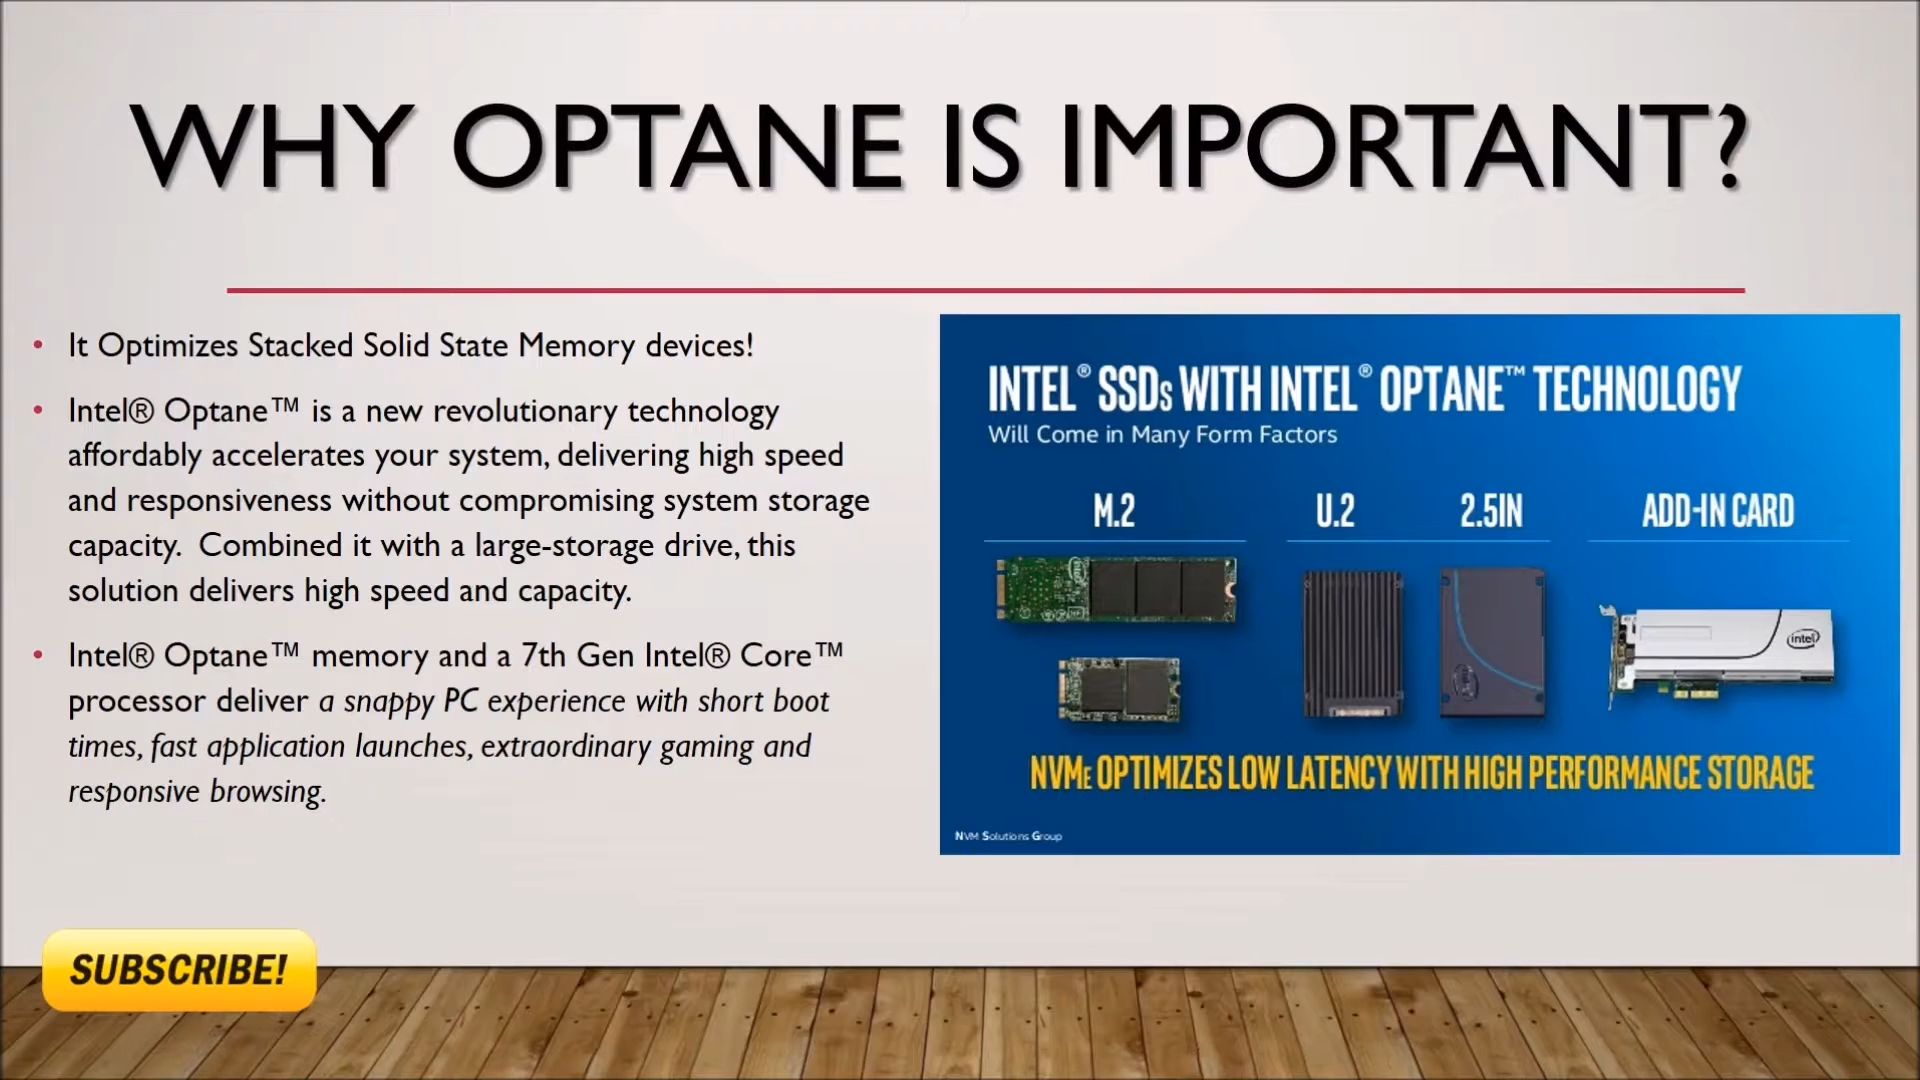 WHY OPTANE IS IMPORTANT?
• It Optimizes Stacked Solid State Memory devices!
• Intel® Optane™ is a new revolutionary technology
affordably accelerates your system, delivering high speed
and responsiveness without compromising system storage
capacity.  Combined it with a large-storage drive, this
solution delivers high speed and capacity.
• Intel® Optane™ memory and a 7th Gen Intel® Core™
processor deliver a snappy PC experience with short boot
times, fast application launches, extraordinary gaming and
responsive browsing.
INTEL® SSDs WITH INTEL® OPTANE™ TECHNOLOGY
Will Come in Many Form Factors
M.2 U.2 2.5IN ADD-IN CARD
intel
NVMe OPTIMIZES LOW LATENCY WITH HIGH PERFORMANCE STORAGE
NVM Solutions Group
SUBSCRIBE!